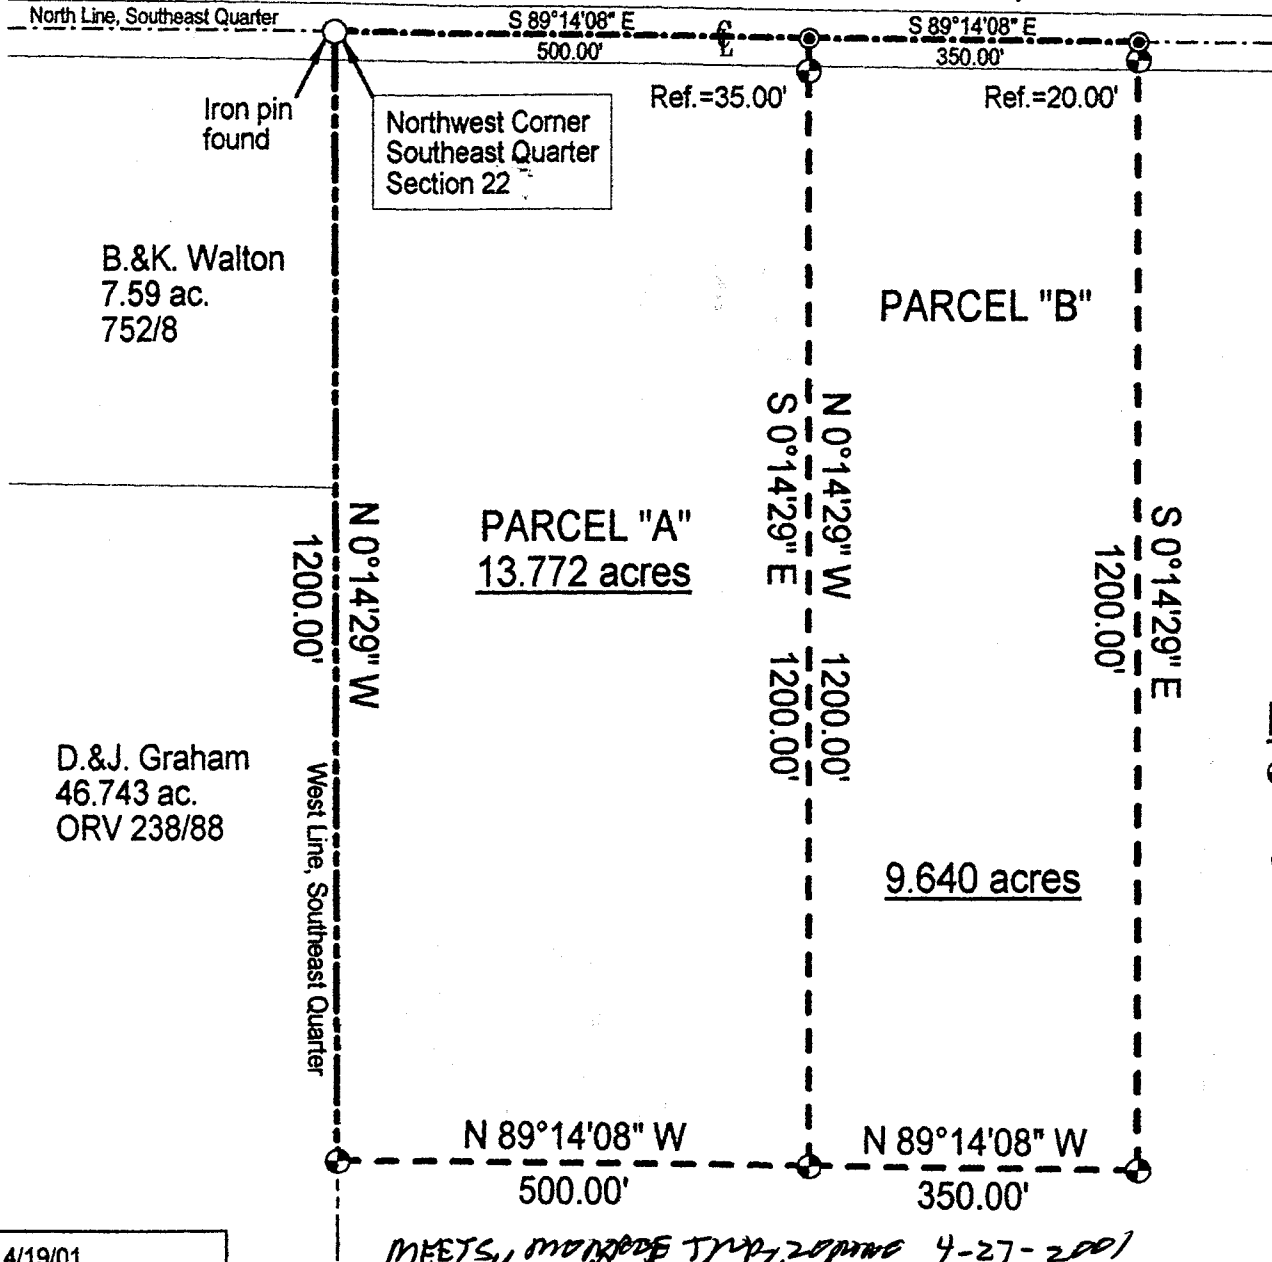 North Line, Southeast Quarter
S 89°14'08" E
500.00'
S 89°14'08" E
350.00'
Ref.=35.00'
Ref.=20.00'
Iron pin
found
Northwest Corner
Southeast Quarter
Section 22
B.&K. Walton
7.59 ac.
752/8
PARCEL "B"
N 0°14'29" W
1200.00'
PARCEL "A"
13.772 acres
S 0°14'29" E
1200.00'
N 0°14'29" W
1200.00'
S 0°14'29" E
1200.00'
D.&J. Graham
46.743 ac.
ORV 238/88
West Line, Southeast Quarter
9.640 acres
N 89°14'08" W
500.00'
N 89°14'08" W
350.00'
MEETS, TWP. ZONING 4-27-2001
4/19/01